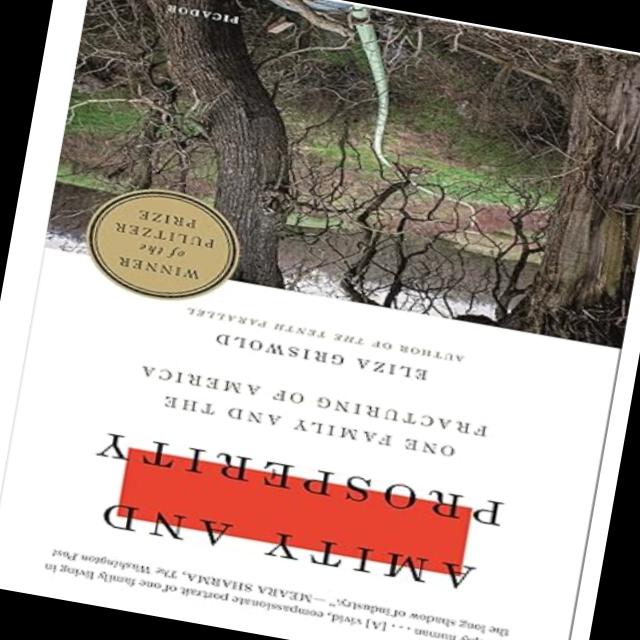 human . . . . [A] vivid, compassionate portrait of one family living in
the long shadow of industry." —MEARA SHARMA, The Washington Post
AMITY AND
PROSPERITY
ONE FAMILY AND THE
FRACTURING OF AMERICA
ELIZA GRISWOLD
AUTHOR OF THE TENTH PARALLEL
WINNER
of the
PULITZER
PRIZE
PICADOR